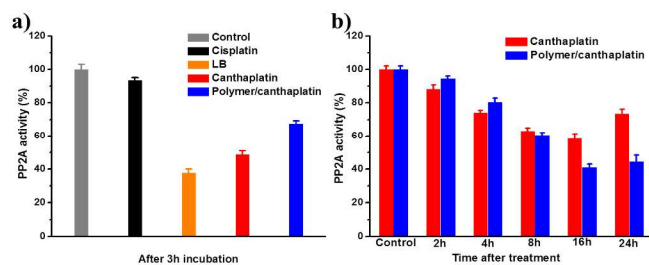 a)
Control
Cisplatin
LB
Canthaplatin
Polymer/canthaplatin
PP2A activity (%)
120
100
80
60
40
20
0
After 3h incubation
b)
Canthaplatin
Polymer/canthaplatin
PP2A activity (%)
120
100
80
60
40
20
0
Control 2h 4h 8h 16h 24h
Time after treatment